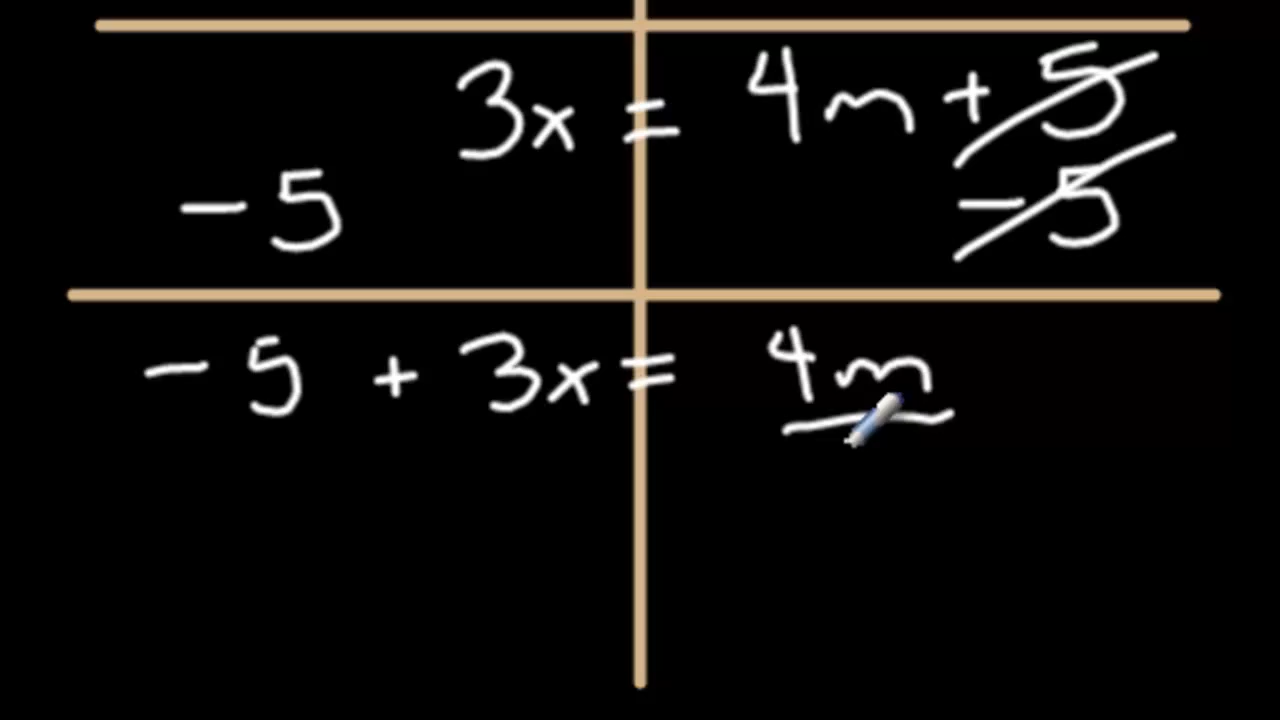 3x = 4m + 5
- 5 - 5
- 5 + 3x = 4m